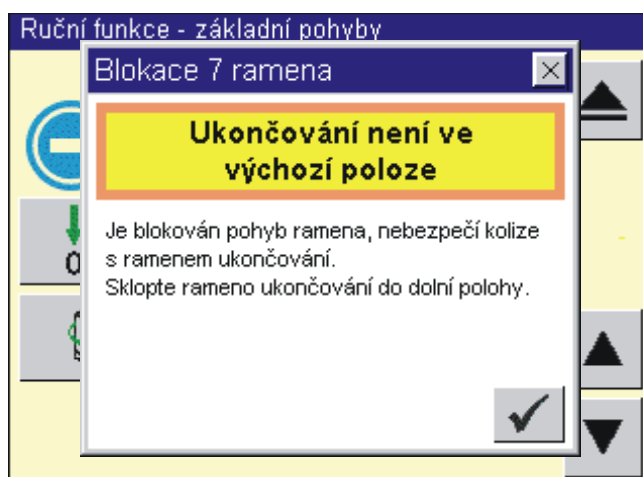 Ruční funkce - základní pohyby
Blokace 7 ramena
Ukončování není ve
výchozí poloze
Je blokován pohyb ramena, nebezpečí kolize
s ramenem ukončování.
Sklopte rameno ukončování do dolní polohy.
0